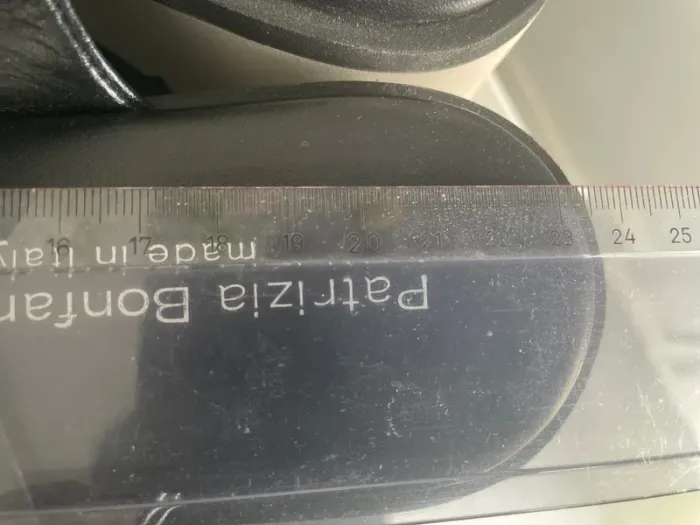 16 17 18 19 20 21 22 23 24 25
Patrizia Bonfan
made in Italy